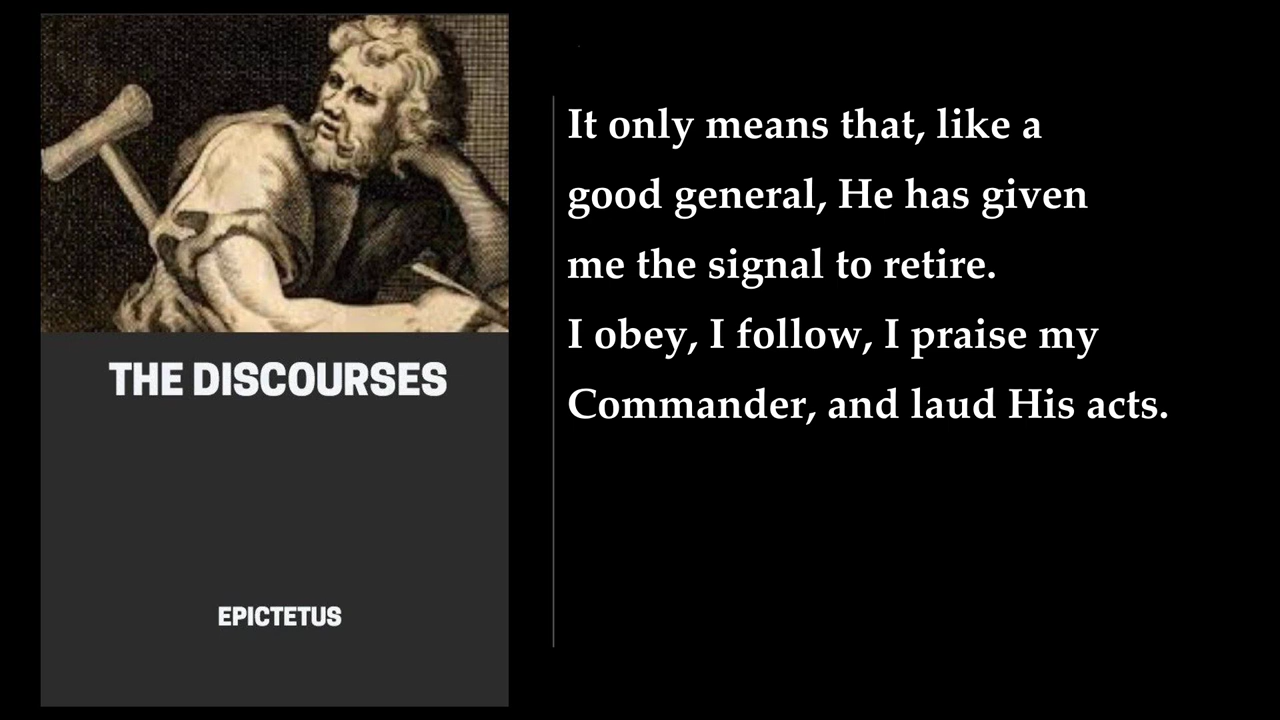 THE DISCOURSES
EPICTETUS
It only means that, like a
good general, He has given
me the signal to retire.
I obey, I follow, I praise my
Commander, and laud His acts.